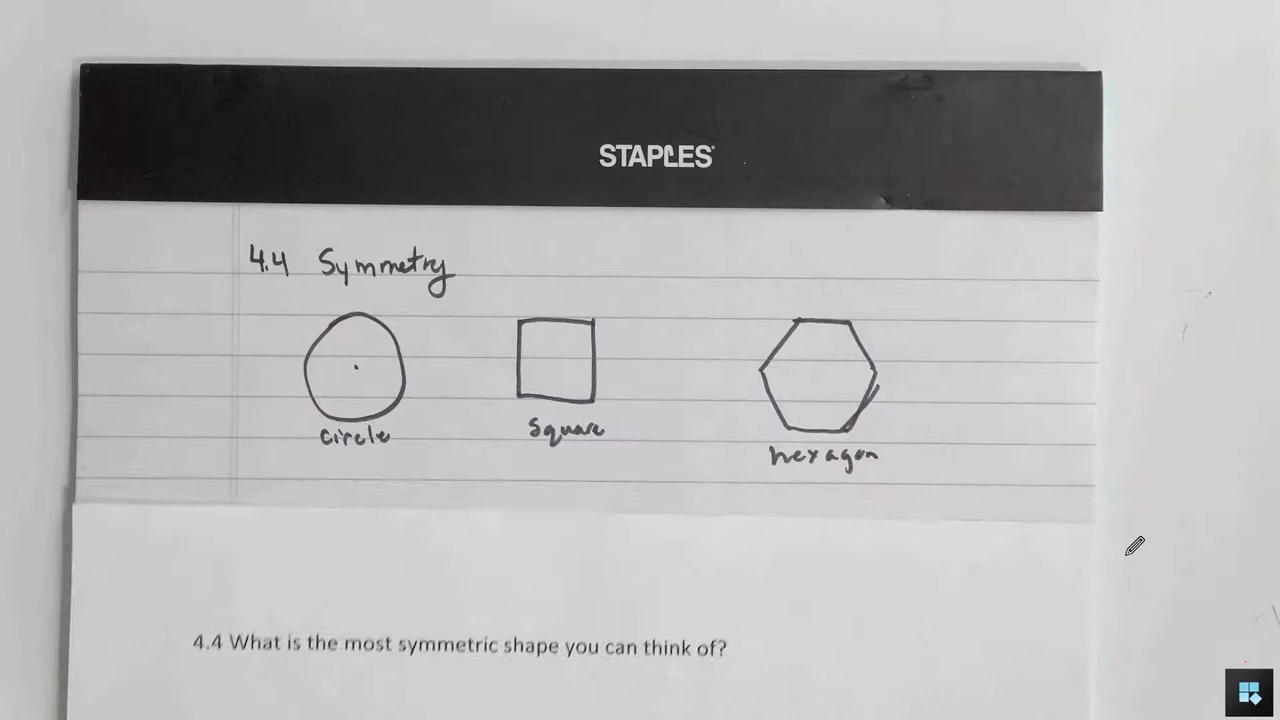 STAPLES
4.4 Symmetry
circle
square
hexagon
4.4 What is the most symmetric shape you can think of?